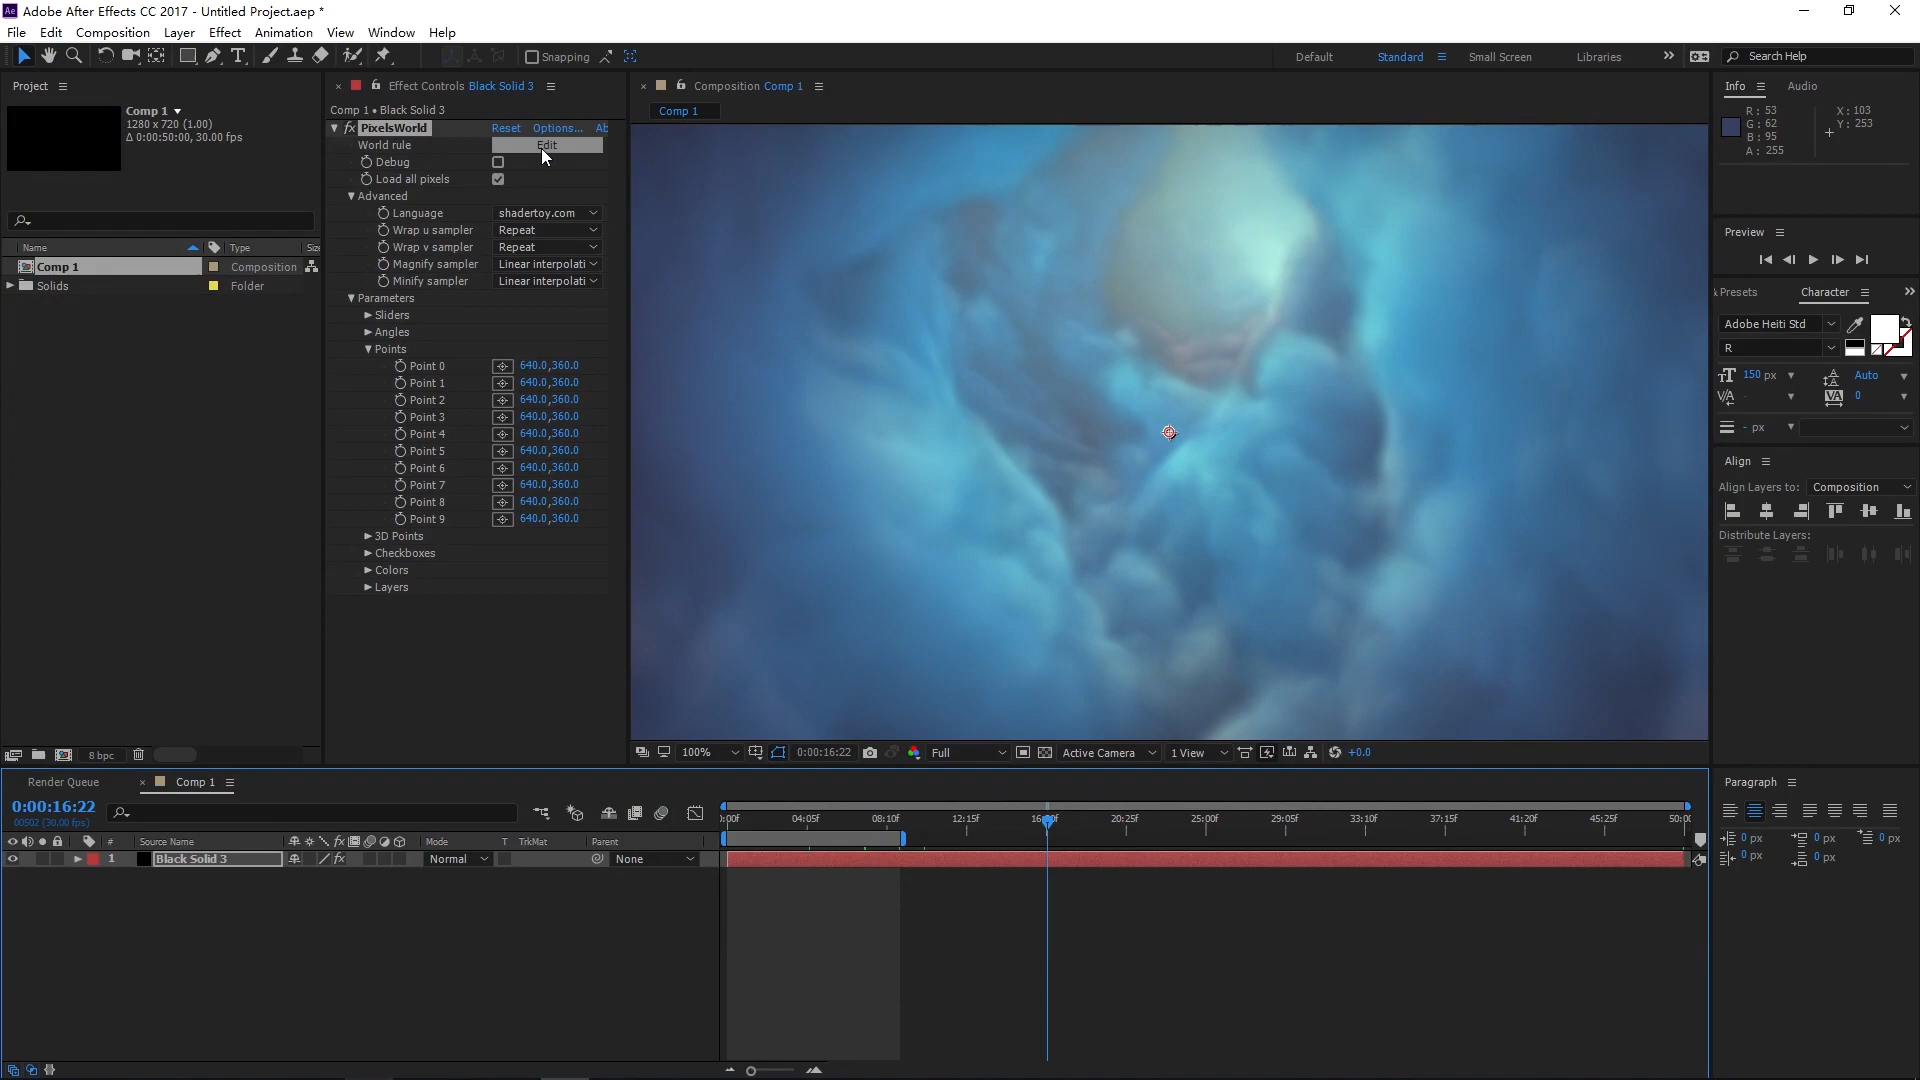 Adobe After Effects CC 2017 - Untitled Project.aep *
File Edit Composition Layer Effect Animation View Window Help
Snapping
Default Standard Small Screen Libraries Search Help
Project
Comp 1
1280 x 720 (1.00)
Δ 0:00:50:00, 30.00 fps
Name Type Size
Comp 1 Composition
Solids Folder
8 bpc
Effect Controls Black Solid 3
Comp 1 • Black Solid 3
fx PixelsWorld Reset Options... Ab
World rule Edit
Debug
Load all pixels
Advanced
Language shadertoy.com
Wrap u sampler Repeat
Wrap v sampler Repeat
Magnify sampler Linear interpolati
Minify sampler Linear interpolati
Parameters
Sliders
Angles
Points
Point 0 640.0,360.0
Point 1 640.0,360.0
Point 2 640.0,360.0
Point 3 640.0,360.0
Point 4 640.0,360.0
Point 5 640.0,360.0
Point 6 640.0,360.0
Point 7 640.0,360.0
Point 8 640.0,360.0
Point 9 640.0,360.0
3D Points
Checkboxes
Colors
Layers
Composition Comp 1
Comp 1
100% 0:00:16:22 Full Active Camera 1 View +0.0
Info Audio
R: 53 X: 103
G: 62 Y: 253
B: 95
A: 255
Preview
& Presets Character
Adobe Heiti Std
R
150 px Auto
0
- px
Align
Align Layers to: Composition
Distribute Layers:
Render Queue Comp 1
0:00:16:22
00502 (30.00 fps)
# Source Name Mode T TrkMat Parent
1 Black Solid 3 Normal None
:00F 04:05F 08:10F 12:15F 20:25F 25:00F 29:05F 33:10F 37:15F 41:20F 45:25F 50:00
Paragraph
0 px 0 px 0 px
0 px 0 px